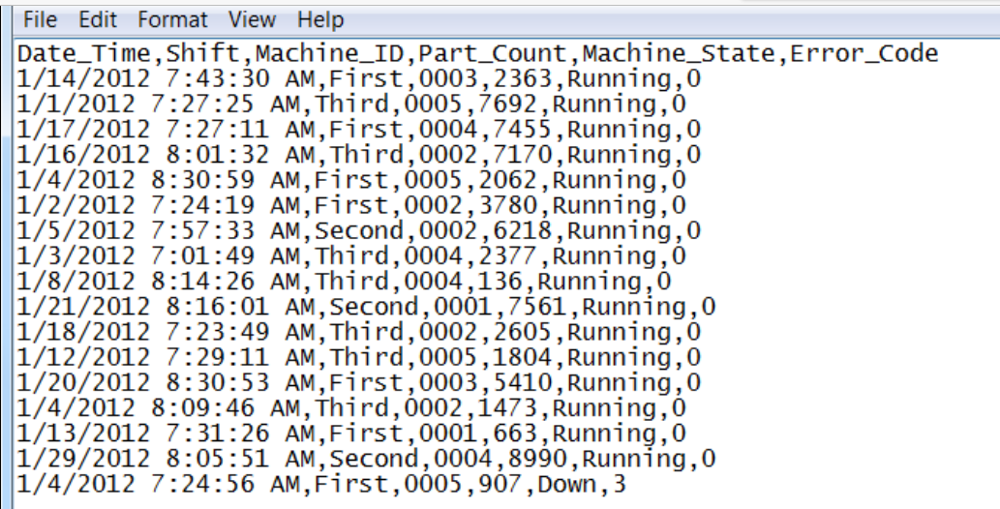 File Edit Format View Help
Date_Time,Shift,Machine_ID,Part_Count,Machine_State,Error_Code
1/14/2012 7:43:30 AM,First,0003,2363,Running,0
1/1/2012 7:27:25 AM,Third,0005,7692,Running,0
1/17/2012 7:27:11 AM,First,0004,7455,Running,0
1/16/2012 8:01:32 AM,Third,0002,7170,Running,0
1/4/2012 8:30:59 AM,First,0005,2062,Running,0
1/2/2012 7:24:19 AM,First,0002,3780,Running,0
1/5/2012 7:57:33 AM,Second,0002,6218,Running,0
1/3/2012 7:01:49 AM,Third,0004,2377,Running,0
1/8/2012 8:14:26 AM,Third,0004,136,Running,0
1/21/2012 8:16:01 AM,Second,0001,7561,Running,0
1/18/2012 7:23:49 AM,Third,0002,2605,Running,0
1/12/2012 7:29:11 AM,Third,0005,1804,Running,0
1/20/2012 8:30:53 AM,First,0003,5410,Running,0
1/4/2012 8:09:46 AM,Third,0002,1473,Running,0
1/13/2012 7:31:26 AM,First,0001,663,Running,0
1/29/2012 8:05:51 AM,Second,0004,8990,Running,0
1/4/2012 7:24:56 AM,First,0005,907,Down,3